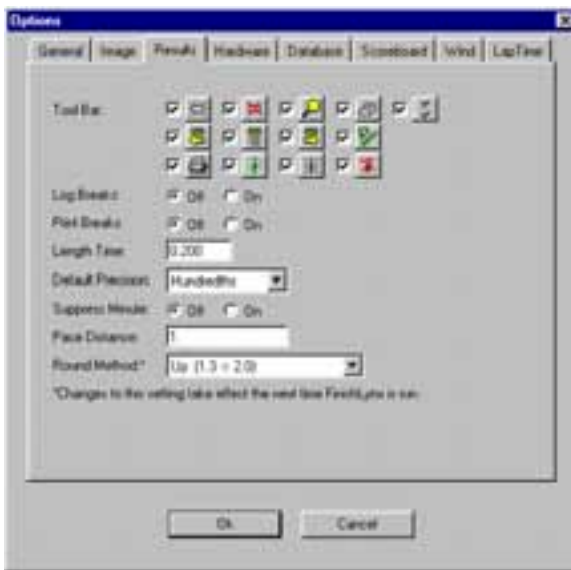 Options
General Image Results Hardware Database Scoreboard Wind LapTime
Tool Bar:
Log Breaks: Off On
Print Breaks: Off On
Length Time: 0.200
Default Precision: Hundredths
Suppress Minute: Off On
Pace Distance: 1
Round Method:* Up (1.3 = 2.0)
*Changes to this setting take effect the next time FinishLynx is run.
Ok Cancel